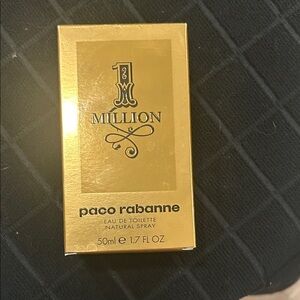 1
MILLION
paco rabanne
EAU DE TOILETTE
NATURAL SPRAY
50ml ℮ 1.7 FL OZ